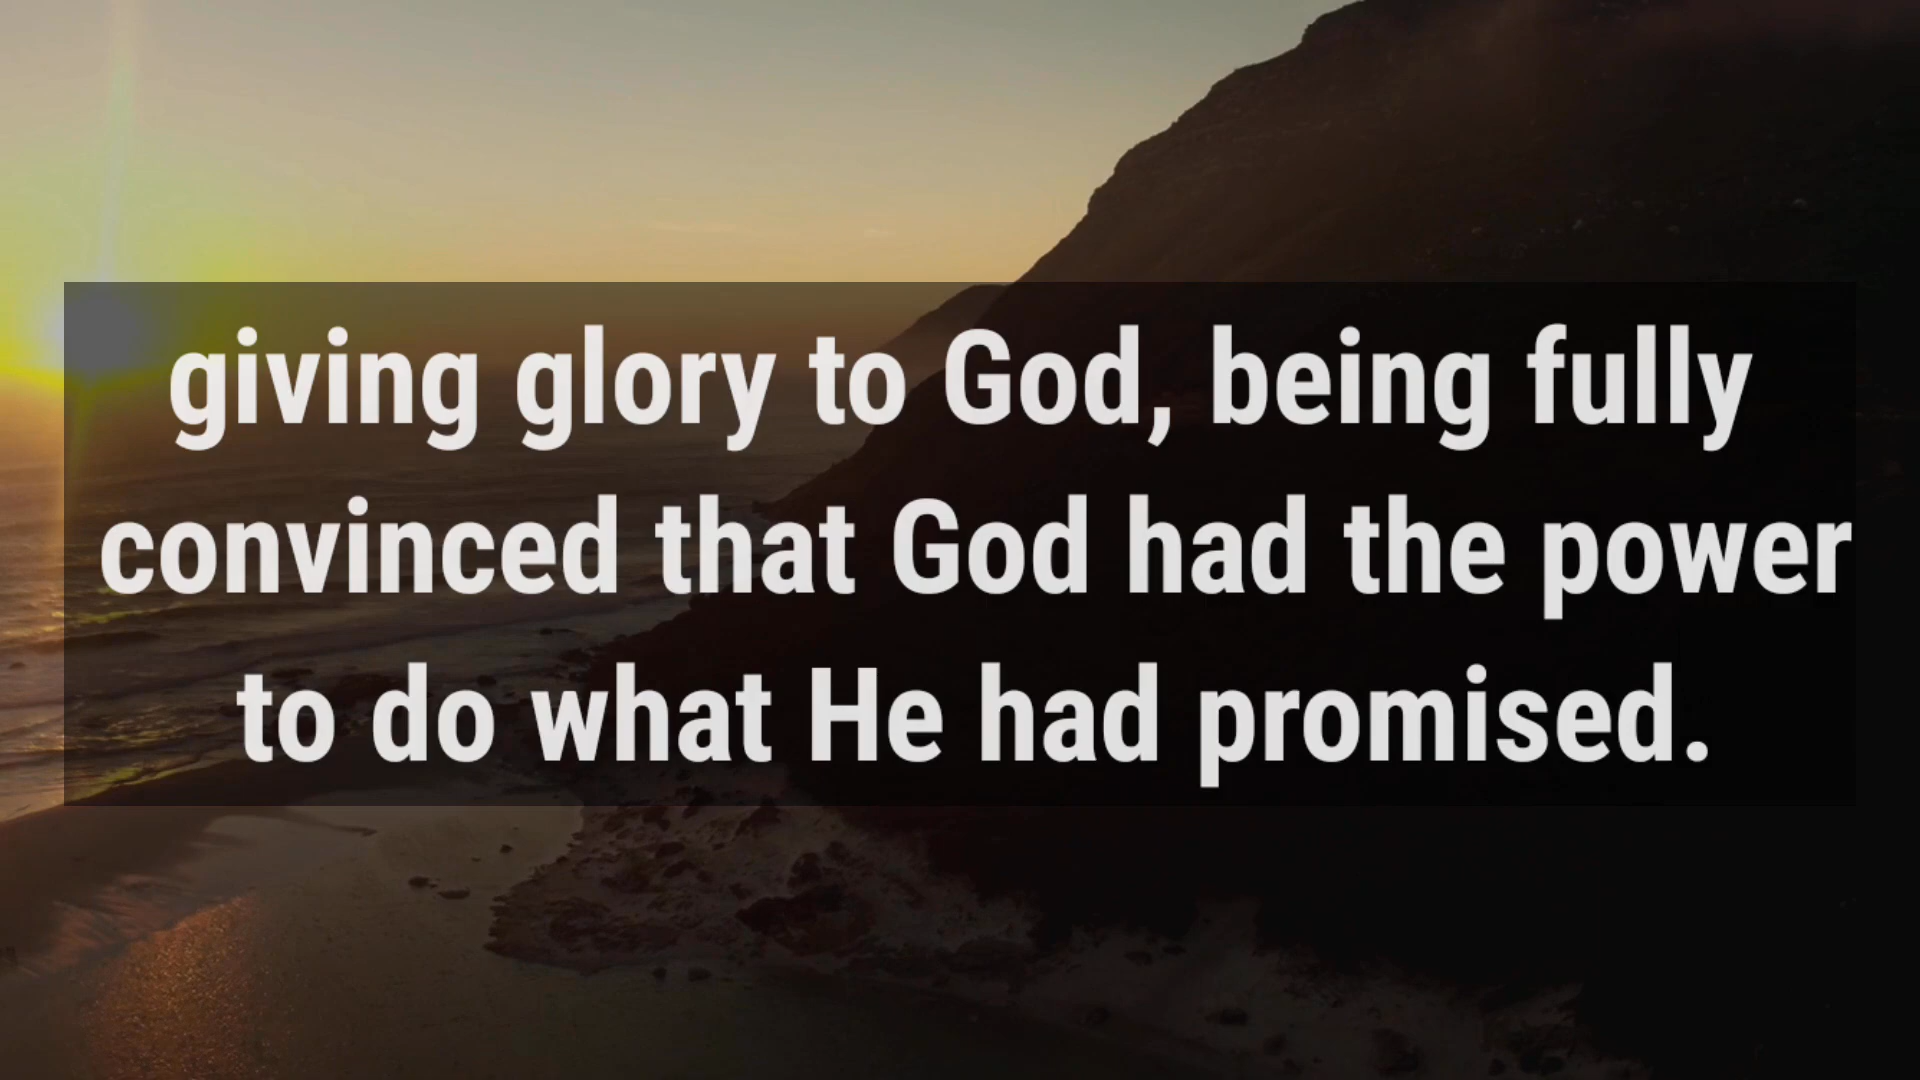 giving glory to God, being fully
convinced that God had the power
to do what He had promised.